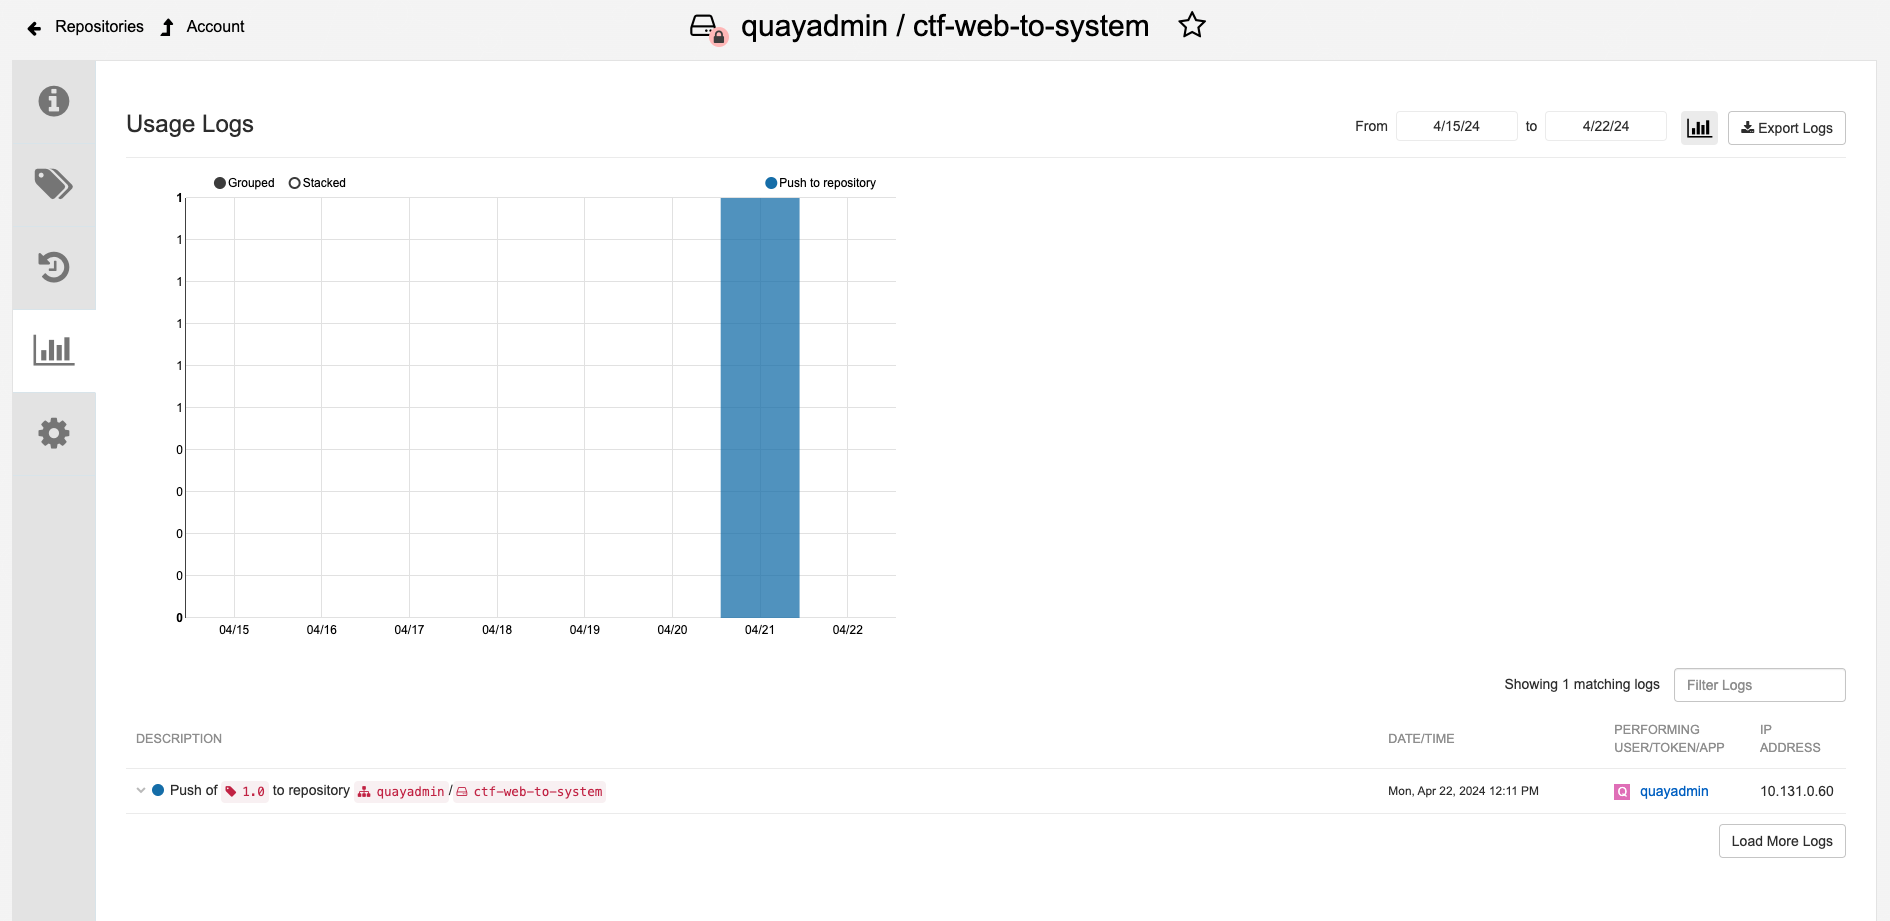 Repositories Account
quayadmin / ctf-web-to-system
Usage Logs
From 4/15/24 to 4/22/24 Export Logs
Grouped Stacked Push to repository
1
1
1
1
1
1
0
0
0
0
0
04/15 04/16 04/17 04/18 04/19 04/20 04/21 04/22
Showing 1 matching logs Filter Logs
DESCRIPTION DATE/TIME PERFORMING USER/TOKEN/APP IP ADDRESS
Push of 1.0 to repository quayadmin / ctf-web-to-system Mon, Apr 22, 2024 12:11 PM Q quayadmin 10.131.0.60
Load More Logs